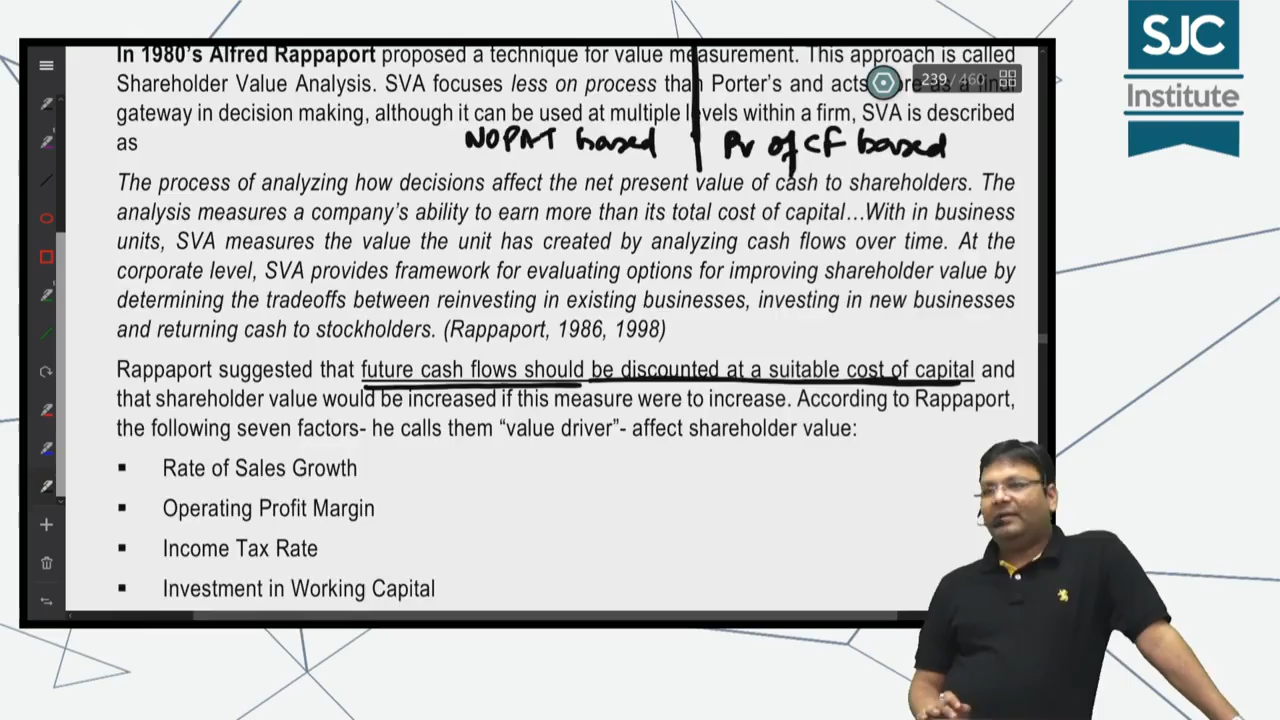 SJC
Institute
239 / 460
In 1980's Alfred Rappaport proposed a technique for value measurement. This approach is called
Shareholder Value Analysis. SVA focuses less on process than Porter's and acts more as a final
gateway in decision making, although it can be used at multiple levels within a firm, SVA is described
as
NOPAT based Pv of CF based
The process of analyzing how decisions affect the net present value of cash to shareholders. The
analysis measures a company's ability to earn more than its total cost of capital…With in business
units, SVA measures the value the unit has created by analyzing cash flows over time. At the
corporate level, SVA provides framework for evaluating options for improving shareholder value by
determining the tradeoffs between reinvesting in existing businesses, investing in new businesses
and returning cash to stockholders. (Rappaport, 1986, 1998)
Rappaport suggested that future cash flows should be discounted at a suitable cost of capital and
that shareholder value would be increased if this measure were to increase. According to Rappaport,
the following seven factors- he calls them “value driver”- affect shareholder value:
▪ Rate of Sales Growth
▪ Operating Profit Margin
▪ Income Tax Rate
▪ Investment in Working Capital